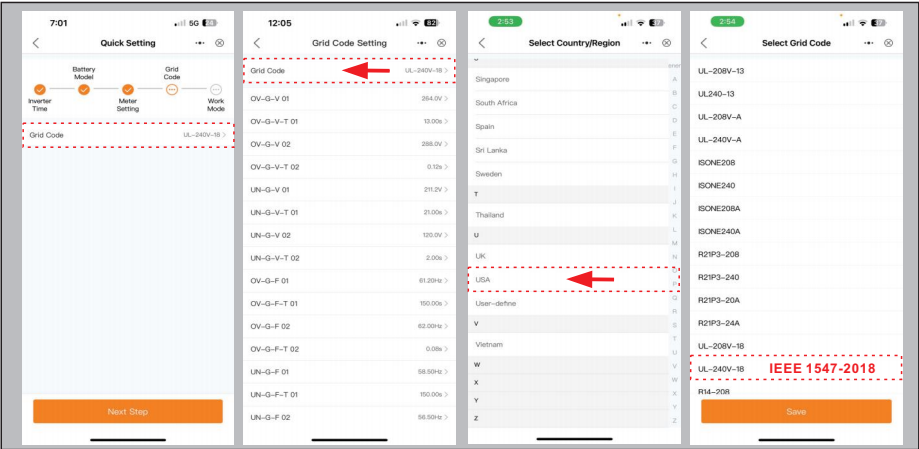 7:01
5G
Quick Setting
Battery
Model
Grid
Code
Inverter
Time
Meter
Setting
Work
Mode
Grid Code
UL-240V-18
Next Step
12:05
82
Grid Code Setting
Grid Code
UL-240V-18
OV-G-V 01
264.0V
OV-G-V-T 01
13.00s
OV-G-V 02
288.0V
OV-G-V-T 02
0.12s
UN-G-V 01
211.2V
UN-G-V-T 01
21.00s
UN-G-V 02
120.0V
UN-G-V-T 02
2.00s
OV-G-F 01
61.20Hz
OV-G-F-T 01
150.00s
OV-G-F 02
62.00Hz
OV-G-F-T 02
0.08s
UN-G-F 01
58.50Hz
UN-G-F-T 01
150.00s
UN-G-F 02
56.50Hz
2:53
Select Country/Region
Singapore
South Africa
Spain
Sri Lanka
Sweden
T
Thailand
U
UK
USA
User-define
V
Vietnam
W
X
Y
Z
A
B
C
D
E
F
G
H
I
J
K
L
M
N
O
P
Q
R
S
T
U
V
W
X
Y
Z
2:54
Select Grid Code
UL-208V-13
UL240-13
UL-208V-A
UL-240V-A
ISONE208
ISONE240
ISONE208A
ISONE240A
R21P3-208
R21P3-240
R21P3-20A
R21P3-24A
UL-208V-18
UL-240V-18
IEEE 1547-2018
R14-208
Save